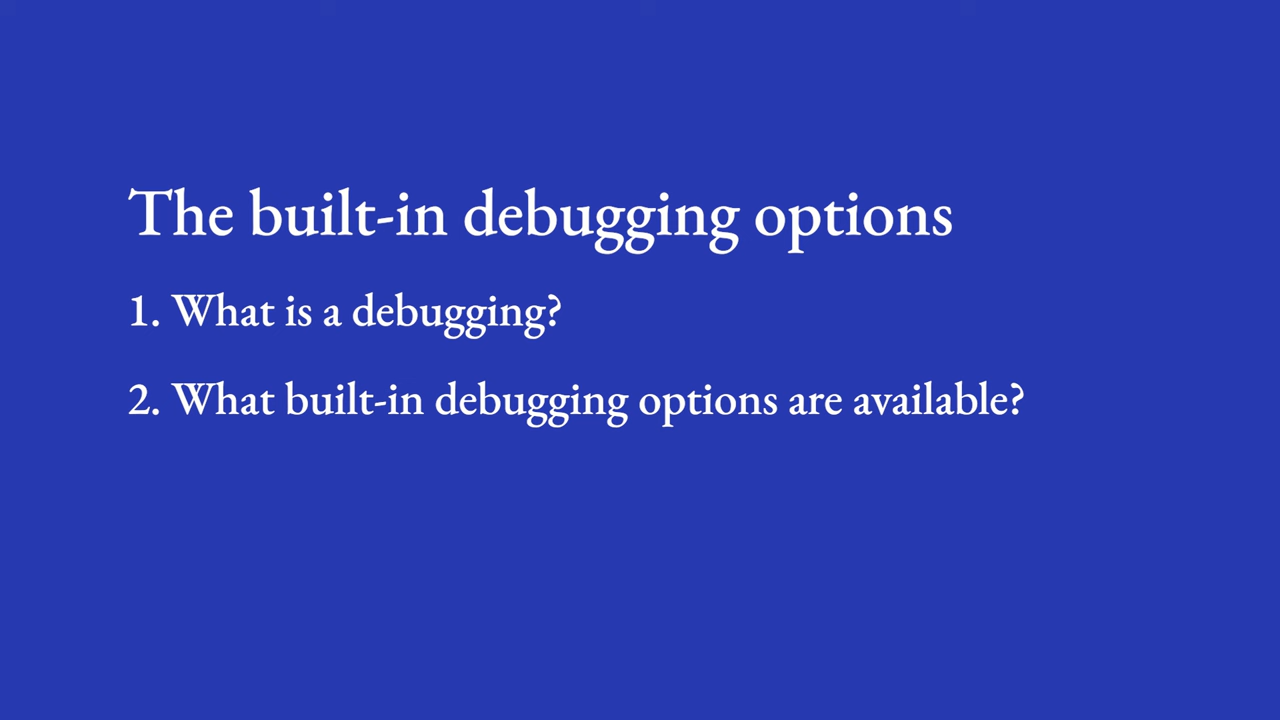 The built-in debugging options
1. What is a debugging?
2. What built-in debugging options are available?